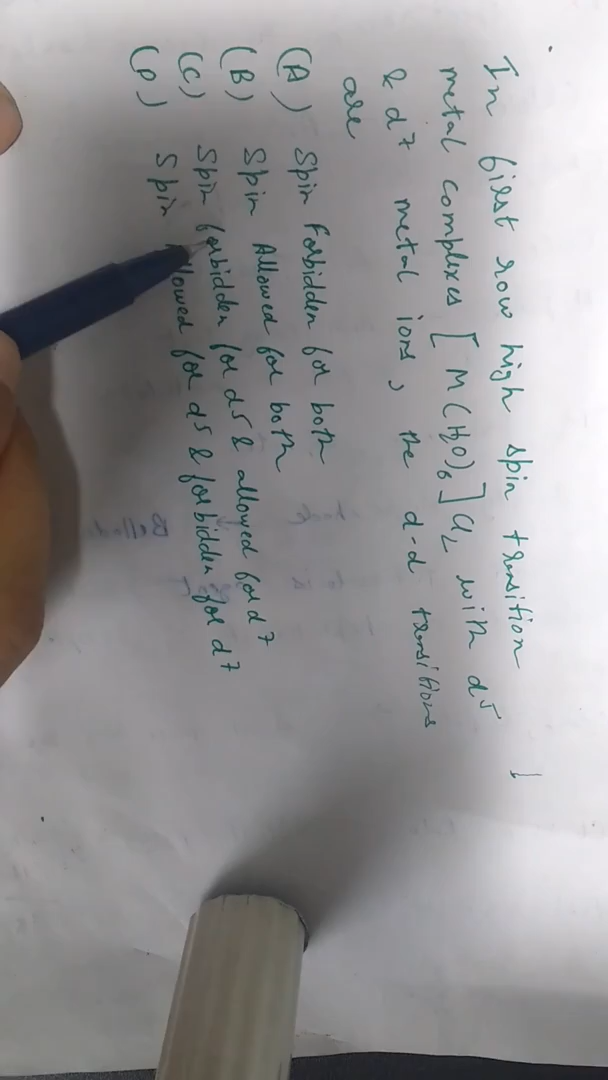 In first row high spin transition
metal complexes [M(H2O)6]Cl2 with d5
& d7 metal ions, the d-d transitions
are
(A) Spin Forbidden for both
(B) Spin Allowed for both
(C) Spin forbidden for d5 & allowed for d7
(D) Spin for d5 & forbidden for d7